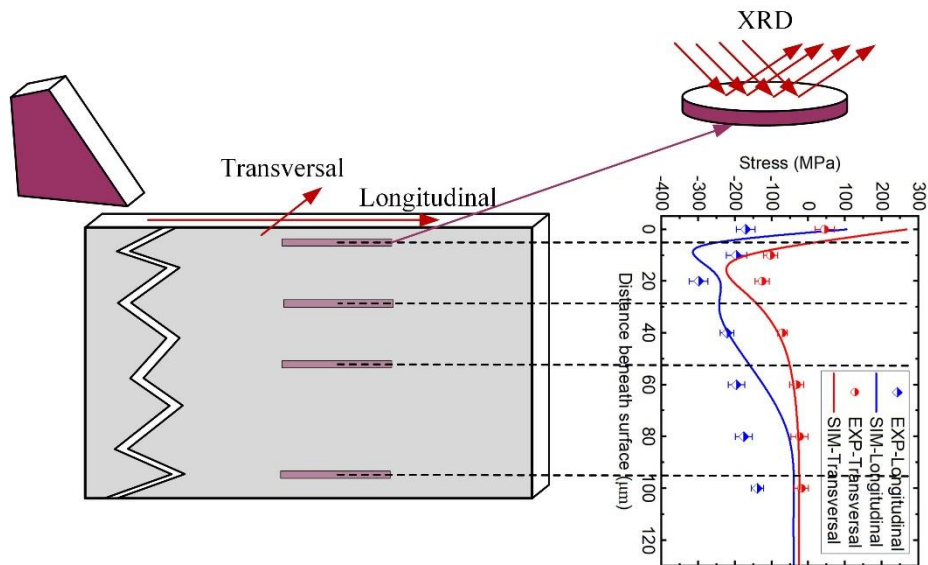 XRD
Transversal
Longitudinal
Stress (MPa)
-400
-300
-200
-100
0
100
200
300
0
20
40
60
80
100
120
Distance beneath surface (μm)
EXP-Longitudinal
SIM-Longitudinal
EXP-Transversal
SIM-Transversal